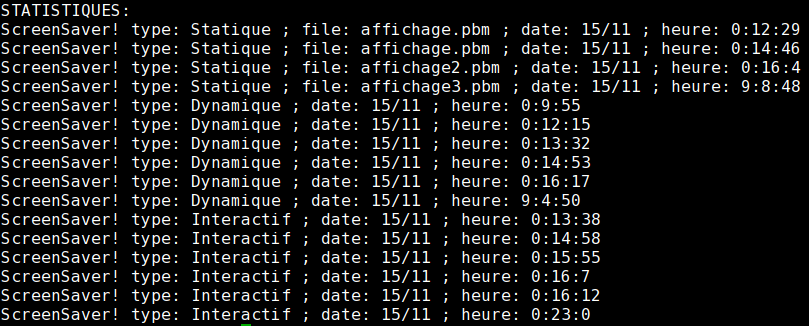 STATISTIQUES:
ScreenSaver! type: Statique ; file: affichage.pbm ; date: 15/11 ; heure: 0:12:29
ScreenSaver! type: Statique ; file: affichage.pbm ; date: 15/11 ; heure: 0:14:46
ScreenSaver! type: Statique ; file: affichage2.pbm ; date: 15/11 ; heure: 0:16:4
ScreenSaver! type: Statique ; file: affichage3.pbm ; date: 15/11 ; heure: 9:8:48
ScreenSaver! type: Dynamique ; date: 15/11 ; heure: 0:9:55
ScreenSaver! type: Dynamique ; date: 15/11 ; heure: 0:12:15
ScreenSaver! type: Dynamique ; date: 15/11 ; heure: 0:13:32
ScreenSaver! type: Dynamique ; date: 15/11 ; heure: 0:14:53
ScreenSaver! type: Dynamique ; date: 15/11 ; heure: 0:16:17
ScreenSaver! type: Dynamique ; date: 15/11 ; heure: 9:4:50
ScreenSaver! type: Interactif ; date: 15/11 ; heure: 0:13:38
ScreenSaver! type: Interactif ; date: 15/11 ; heure: 0:14:58
ScreenSaver! type: Interactif ; date: 15/11 ; heure: 0:15:55
ScreenSaver! type: Interactif ; date: 15/11 ; heure: 0:16:7
ScreenSaver! type: Interactif ; date: 15/11 ; heure: 0:16:12
ScreenSaver! type: Interactif ; date: 15/11 ; heure: 0:23:0